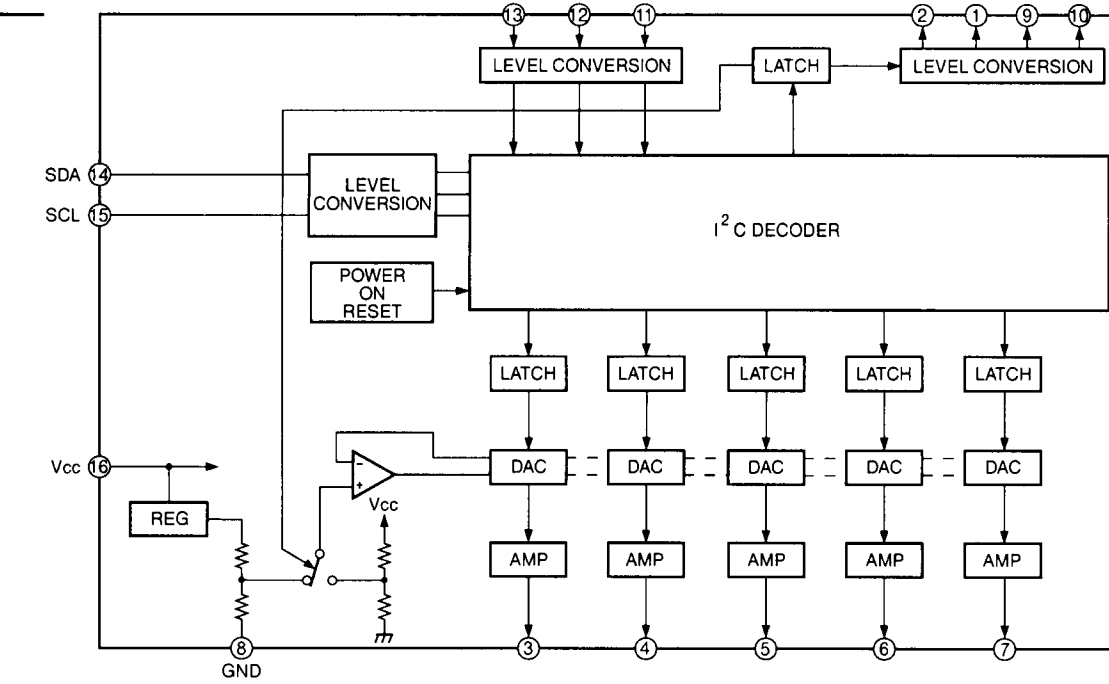 13 12 11 2 1 9 10
LEVEL CONVERSION LATCH LEVEL CONVERSION
SDA 14
SCL 15
LEVEL
CONVERSION
I²C DECODER
POWER
ON
RESET
LATCH LATCH LATCH LATCH LATCH
Vcc 16
−
+
DAC DAC DAC DAC DAC
REG
Vcc
AMP AMP AMP AMP AMP
8 3 4 5 6 7
GND